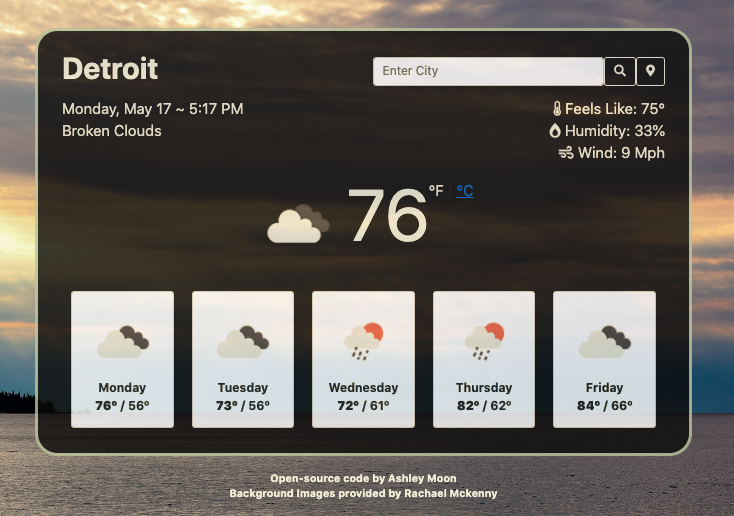 Detroit
Enter City
Monday, May 17 ~ 5:17 PM
Broken Clouds
Feels Like: 75°
Humidity: 33%
Wind: 9 Mph
76 °F | °C
Monday
76° / 56°
Tuesday
73° / 56°
Wednesday
72° / 61°
Thursday
82° / 62°
Friday
84° / 66°
Open-source code by Ashley Moon
Background Images provided by Rachael Mckenny